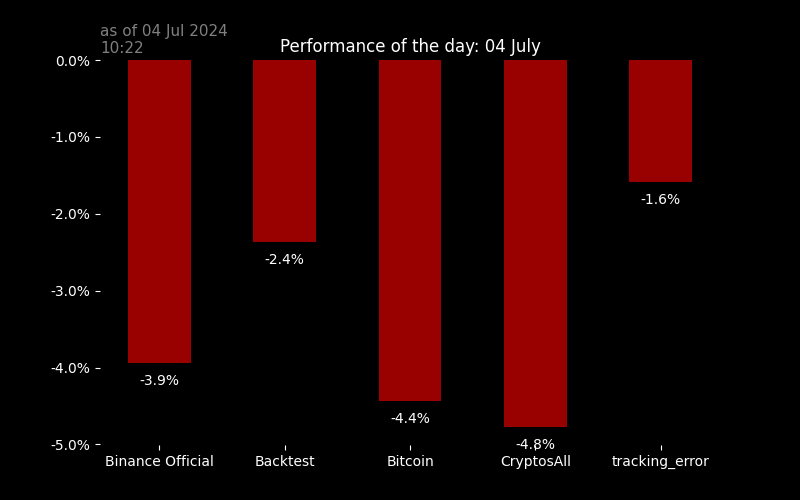 as of 04 Jul 2024
10:22
Performance of the day: 04 July
0.0%
-1.0%
-2.0%
-3.0%
-4.0%
-5.0%
-3.9%
-2.4%
-4.4%
-4.8%
-1.6%
Binance Official
Backtest
Bitcoin
CryptosAll
tracking_error